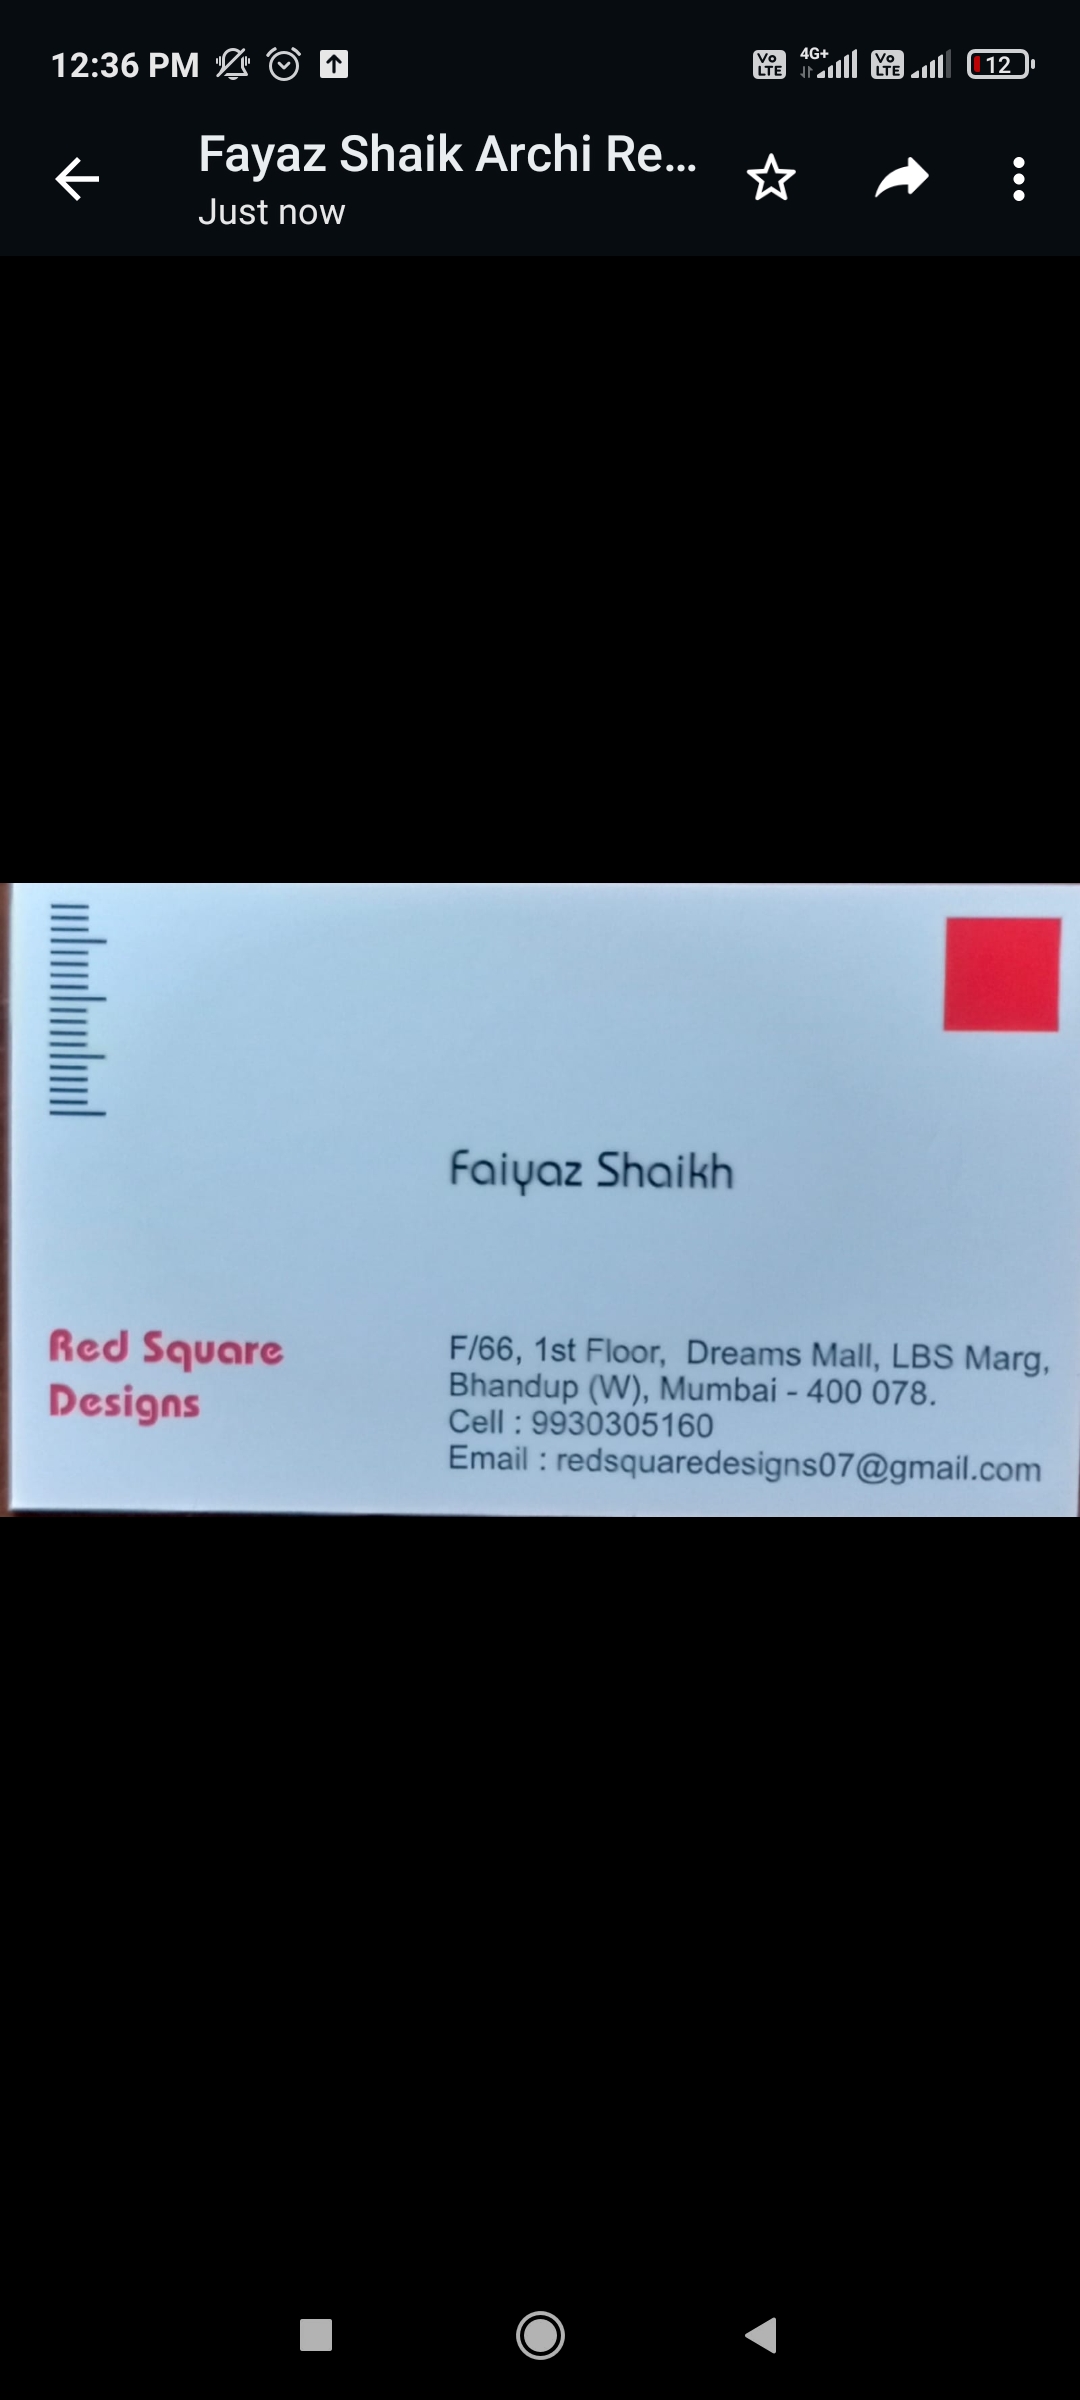 12:36 PM
Vo LTE 4G+ Vo LTE 12
Fayaz Shaik Archi Re...
Just now
Faiyaz Shaikh
Red Square
Designs
F/66, 1st Floor, Dreams Mall, LBS Marg,
Bhandup (W), Mumbai - 400 078.
Cell : 9930305160
Email : redsquaredesigns07@gmail.com